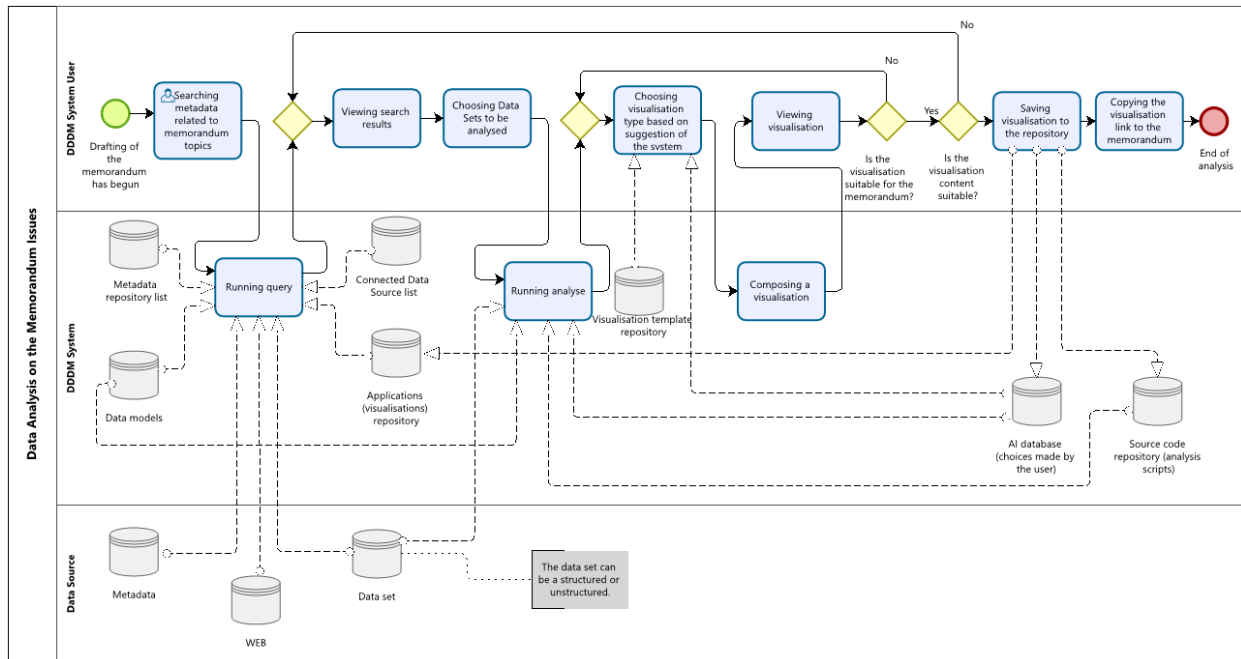 Data Analysis on the Memorandum Issues
DDDM System User
No
No
Searching
metadata
related to
memorandum
topics
Viewing search
results
Choosing Data
Sets to be
analysed
Choosing
visualisation
type based on
suggestion of
the system
Viewing
visualisation
Yes
Saving
visualisation to
the repository
Copying the
visualisation
link to the
memorandum
Drafting of
the
memorandum
has begun
Is the
visualisation
suitable for the
memorandum?
Is the
visualisation
content
suitable?
End of
analysis
DDDM System
Metadata
repository list
Running query
Connected Data
Source list
Running analyse
Visualisation template
repository
Composing a
visualisation
Data models
Applications
(visualisations)
repository
AI database
(choices made by
the user)
Source code
repository (analysis
scripts)
Data Source
Metadata
WEB
Data set
The data set can
be a structured or
unstructured.